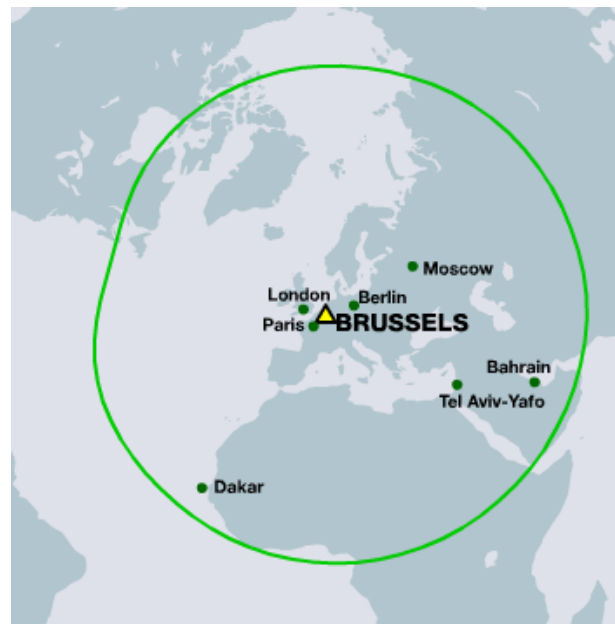 Moscow
London
Berlin
Paris
BRUSSELS
Bahrain
Tel Aviv-Yafo
Dakar